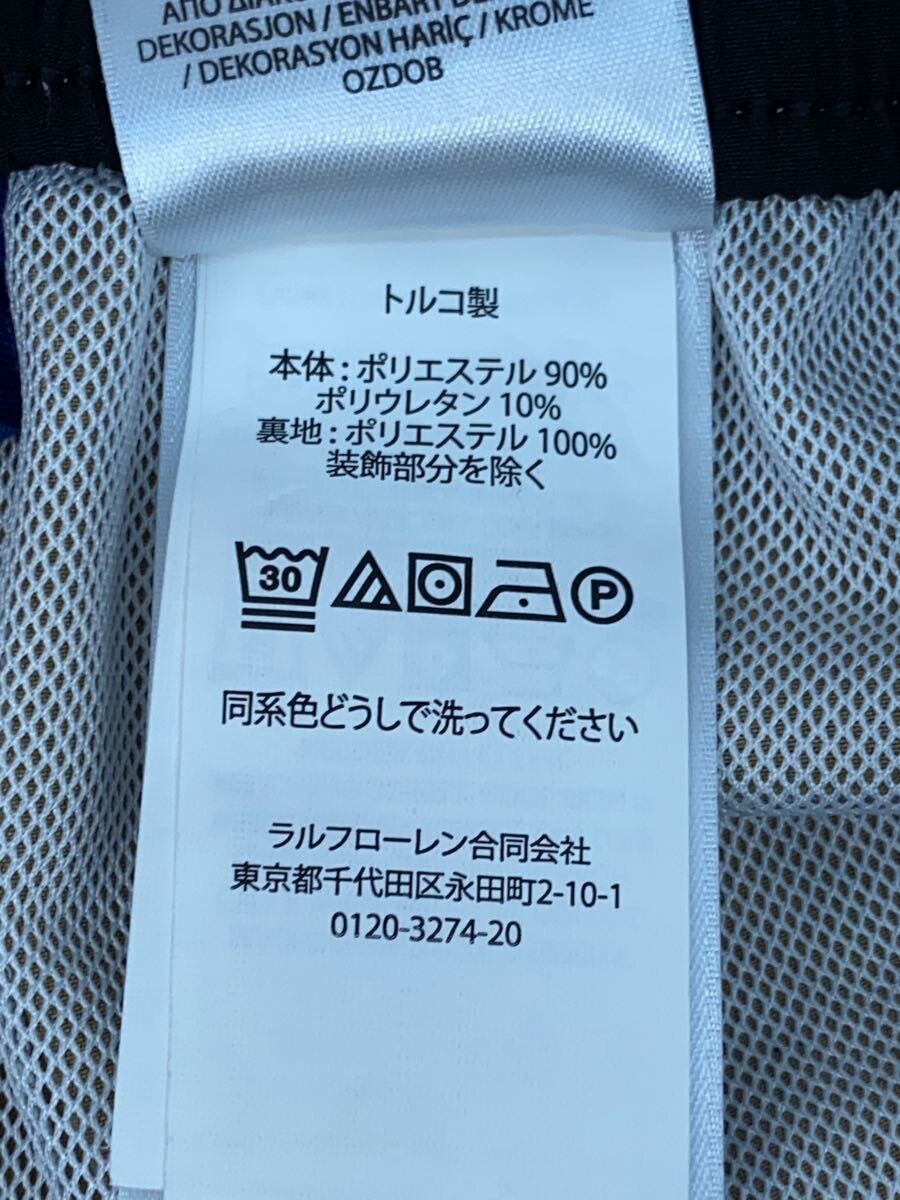 ΑΠΟ
DEKORASJON / ENBART
/ DEKORASYON HARİÇ / KROMĚ
OZDOB
トルコ製
本体 : ポリエステル 90%
ポリウレタン 10%
裏地 : ポリエステル 100%
装飾部分を除く
30
P
同系色どうしで洗ってください
ラルフローレン合同会社
東京都千代田区永田町2-10-1
0120-3274-20